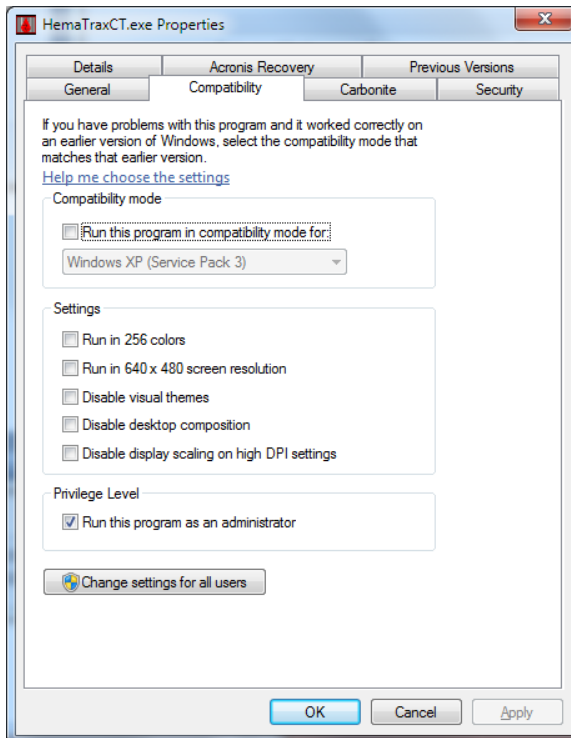 HemaTraxCT.exe Properties
Details
Acronis Recovery
Previous Versions
General
Compatibility
Carbonite
Security
If you have problems with this program and it worked correctly on
an earlier version of Windows, select the compatibility mode that
matches that earlier version.
Help me choose the settings
Compatibility mode
Run this program in compatibility mode for:
Windows XP (Service Pack 3)
Settings
Run in 256 colors
Run in 640 x 480 screen resolution
Disable visual themes
Disable desktop composition
Disable display scaling on high DPI settings
Privilege Level
Run this program as an administrator
Change settings for all users
OK
Cancel
Apply